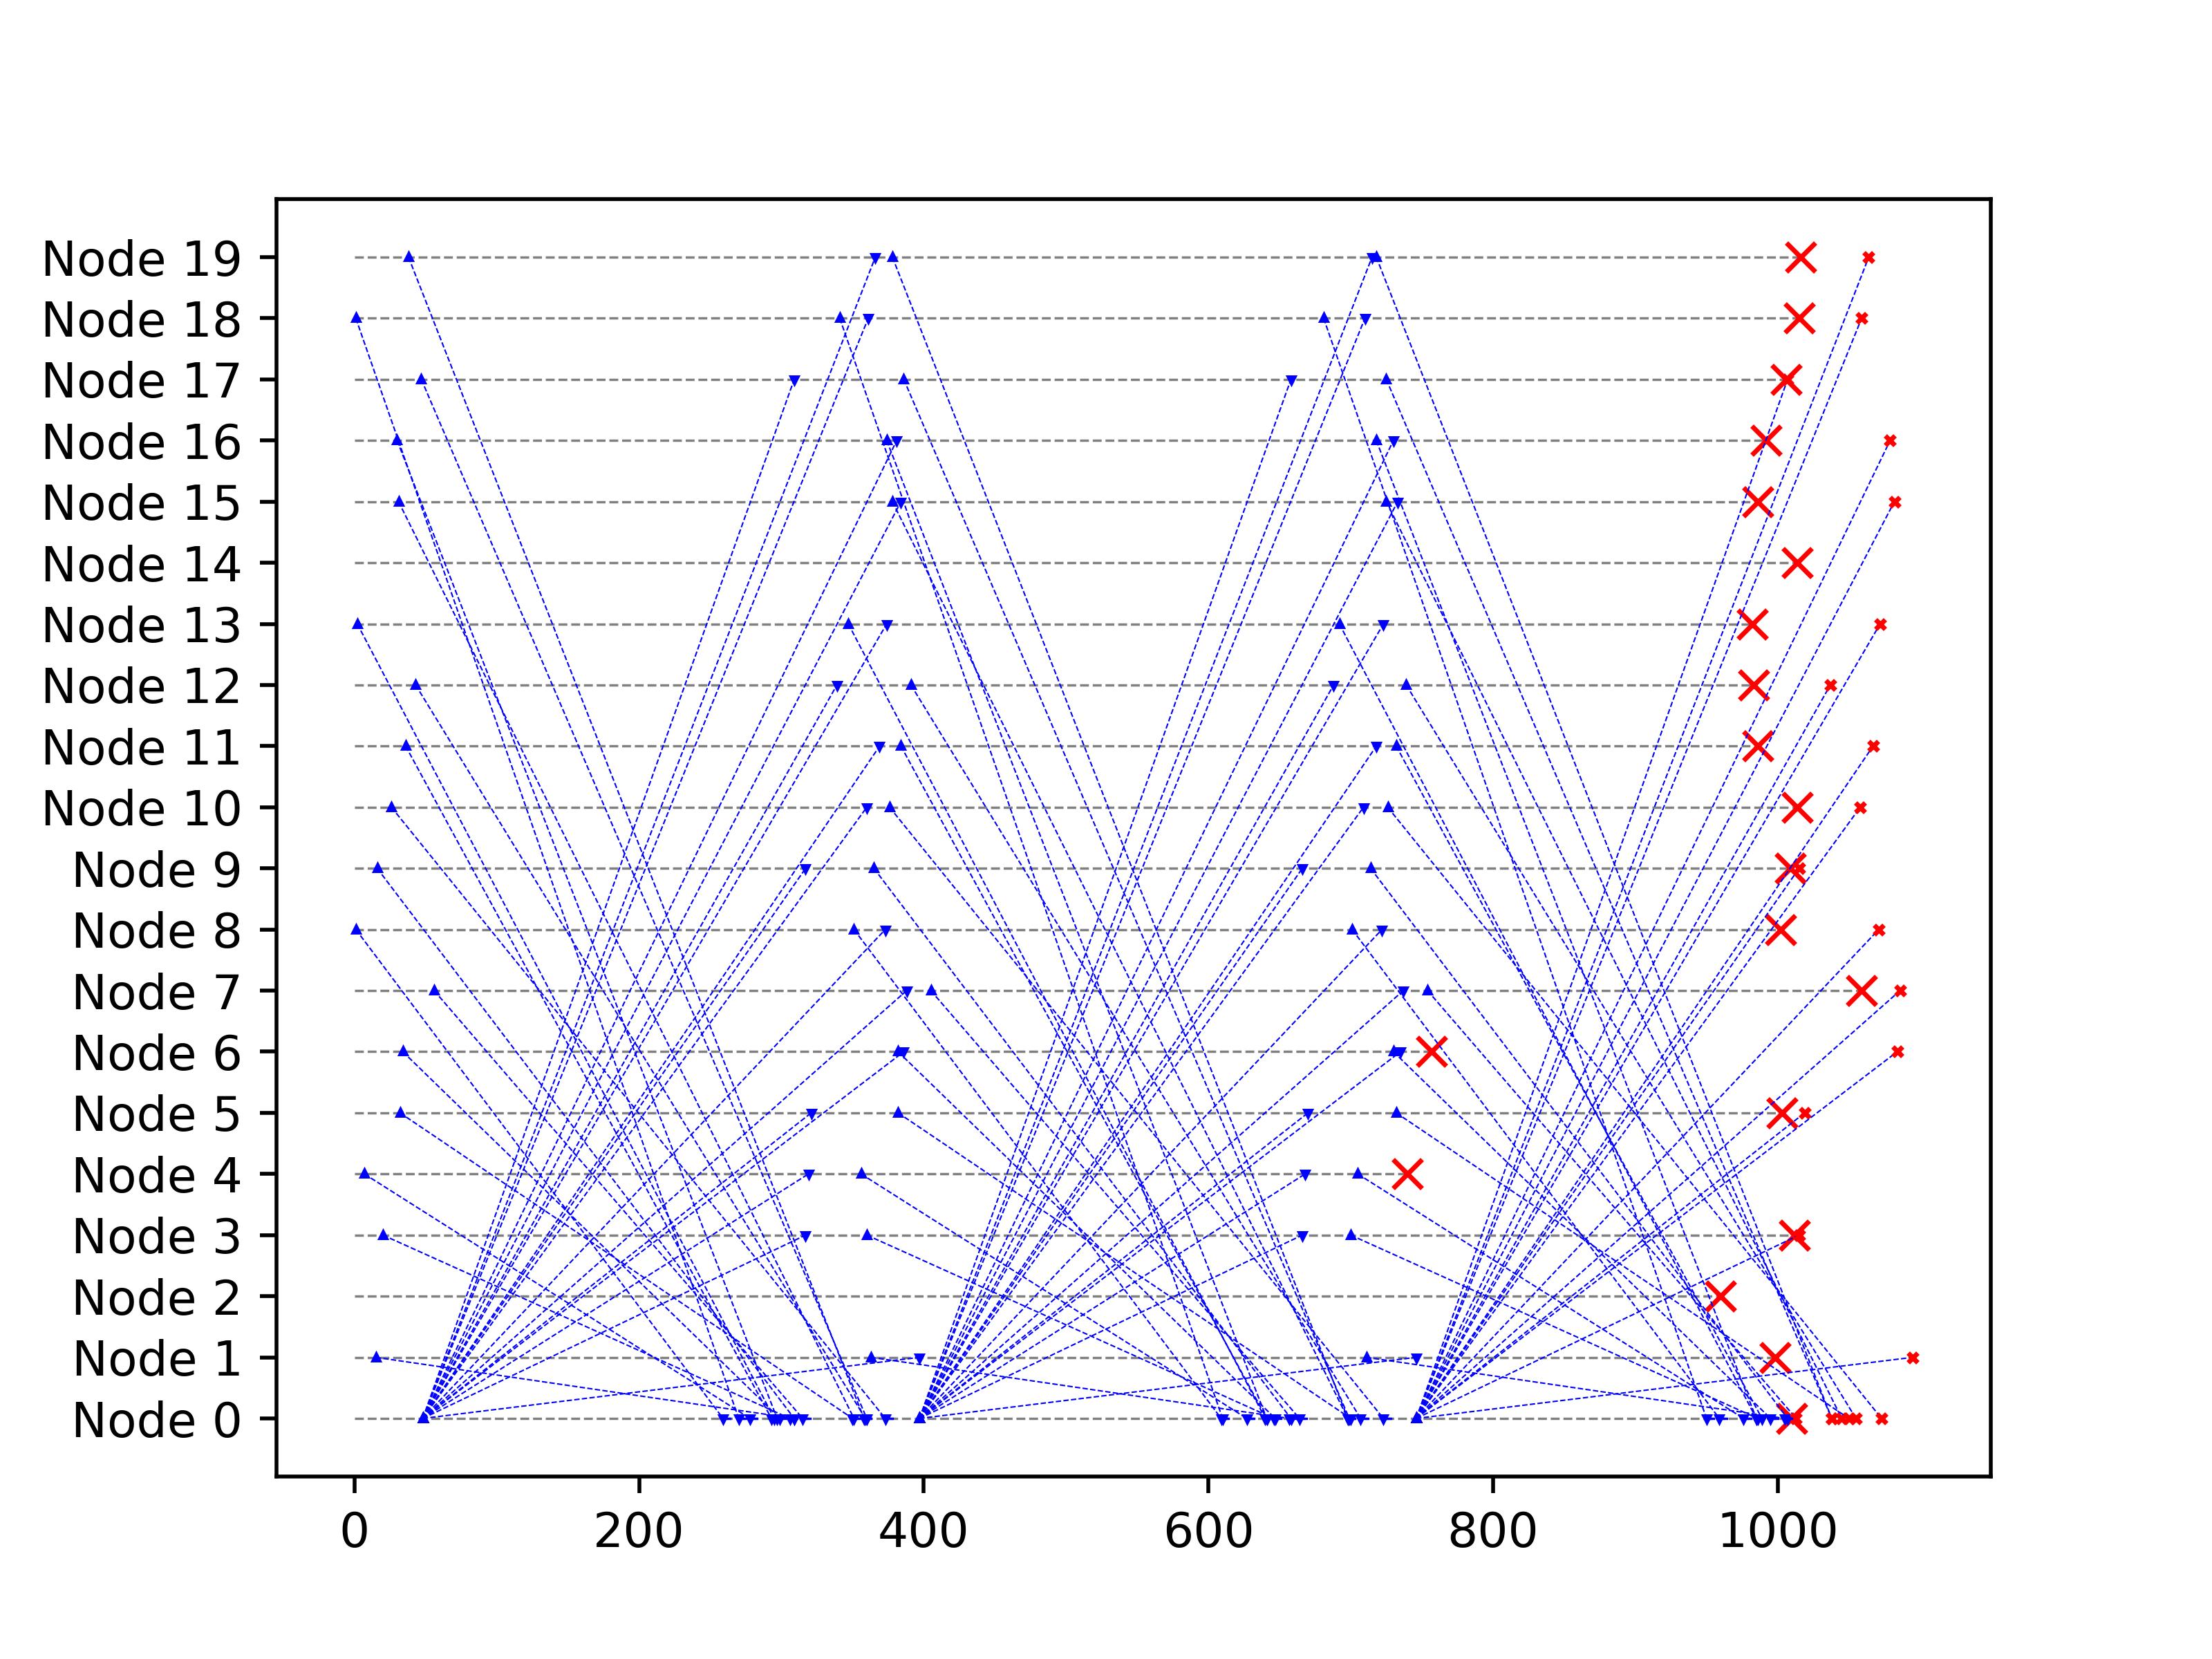 Node 19
Node 18
Node 17
Node 16
Node 15
Node 14
Node 13
Node 12
Node 11
Node 10
Node 9
Node 8
Node 7
Node 6
Node 5
Node 4
Node 3
Node 2
Node 1
Node 0
0 200 400 600 800 1000